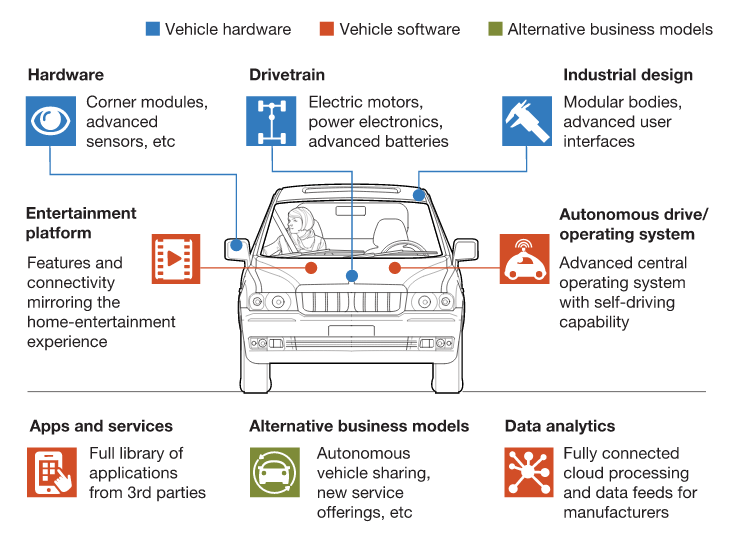 Vehicle hardware
Vehicle software
Alternative business models
Hardware
Corner modules,
advanced
sensors, etc
Drivetrain
Electric motors,
power electronics,
advanced batteries
Industrial design
Modular bodies,
advanced user
interfaces
Entertainment
platform
Features and
connectivity
mirroring the
home-entertainment
experience
Autonomous drive/
operating system
Advanced central
operating system
with self-driving
capability
Apps and services
Full library of
applications
from 3rd parties
Alternative business models
Autonomous
vehicle sharing,
new service
offerings, etc
Data analytics
Fully connected
cloud processing
and data feeds for
manufacturers